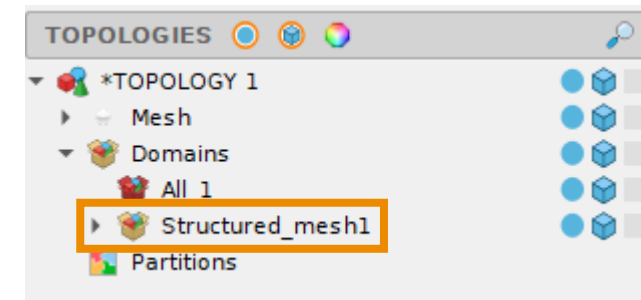 TOPOLOGIES
*TOPOLOGY 1
Mesh
Domains
All_1
Structured_mesh1
Partitions